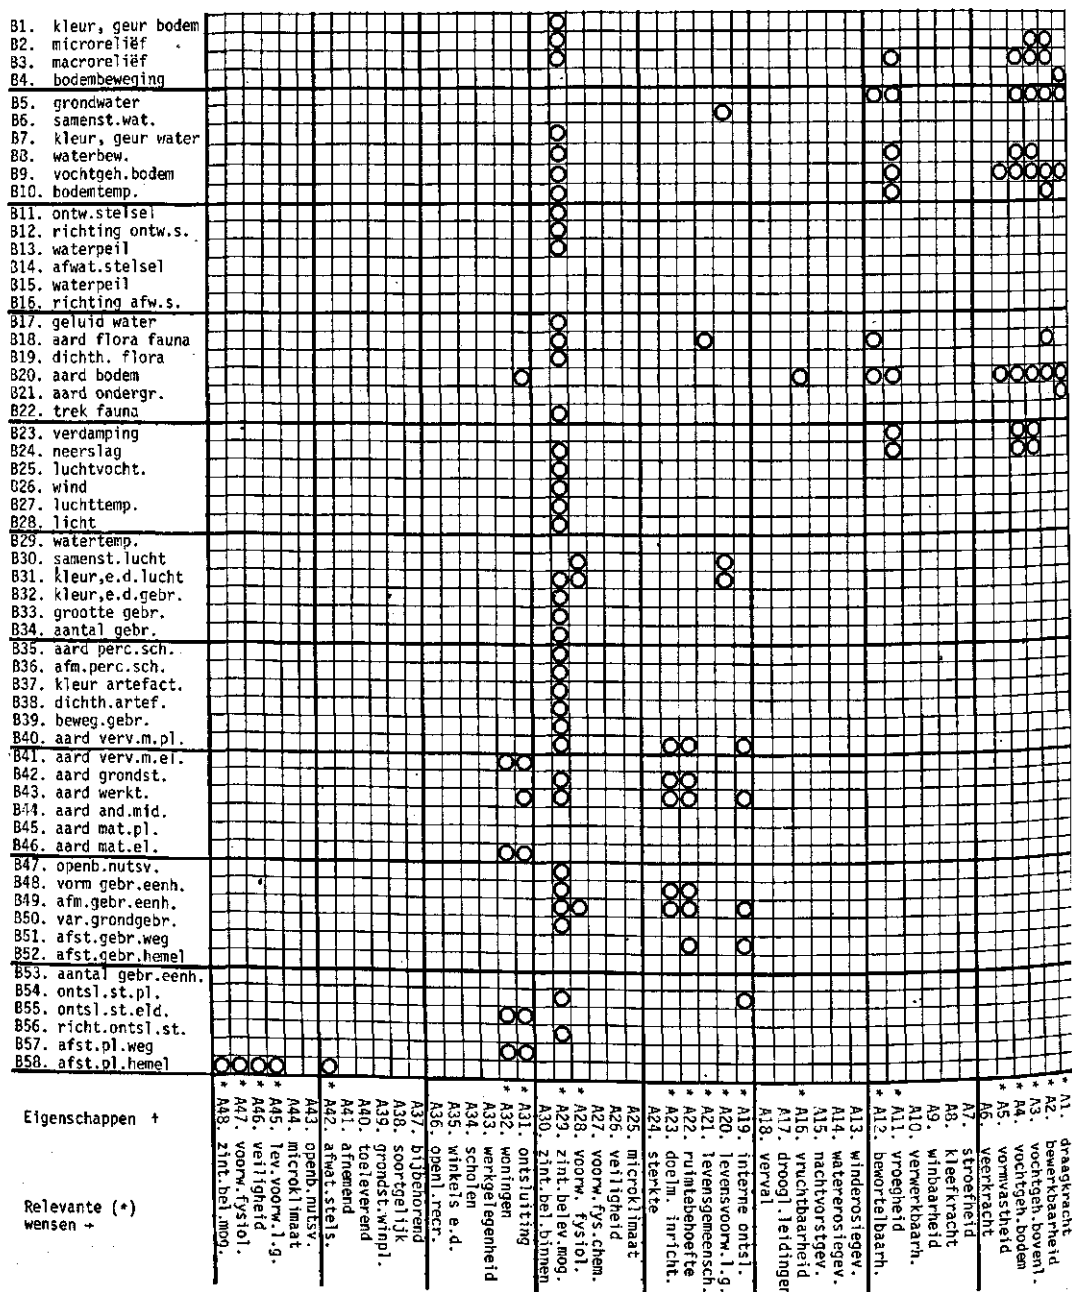 B1. kleur, geur bodem
B2. microreliëf
B3. macroreliëf
B4. bodembeweging
B5. grondwater
B6. samenst.wat.
B7. kleur, geur water
B8. waterbew.
B9. vochtgeh.bodem
B10. bodemtemp.
B11. ontw.stelsel
B12. richting ontw.s.
B13. waterpeil
B14. afwat.stelsel
B15. waterpeil
B16. richting afw.s.
B17. geluid water
B18. aard flora fauna
B19. dichth. flora
B20. aard bodem
B21. aard ondergr.
B22. trek fauna
B23. verdamping
B24. neerslag
B25. luchtvocht.
B26. wind
B27. luchttemp.
B28. licht
B29. watertemp.
B30. samenst.lucht
B31. kleur,e.d.lucht
B32. kleur,e.d.gebr.
B33. grootte gebr.
B34. aantal gebr.
B35. aard perc.sch.
B36. afm.perc.sch.
B37. kleur artefact.
B38. dichth.artef.
B39. beweg.gebr.
B40. aard verv.m.pl.
B41. aard verv.m.el.
B42. aard grondst.
B43. aard werkt.
B44. aard and.mid.
B45. aard mat.pl.
B46. aard mat.el.
B47. openb.nutsv.
B48. vorm gebr.eenh.
B49. afm.gebr.eenh.
B50. var.grondgebr.
B51. afst.gebr.weg
B52. afst.gebr.hemel
B53. aantal gebr.eenh.
B54. ontsl.st.pl.
B55. ontsl.st.eld.
B56. richt.ontsl.st.
B57. afst.pl.weg
B58. afst.pl.hemel
Eigenschappen ↑
Relevante (*)
wensen →
* A48. zint.bel.mog.
* A47. voorw.fysiol.
* A46. veiligheid
* A45. lev.voorw.l.g.
A44. microklimaat
A43. openb.nutsv.
* A42. afwat.stels.
A41. afnemend
A40. toeleverend
A39. grondst.winpl.
A38. soortgelijk
A37. bijbehorend
A36. openl.recr.
A35. winkels e.d.
A34. scholen
A33. werkgelegenheid
* A32. woningen
* A31. ontsluiting
A30. zint.bel.binnen
* A29. zint.belev.mog.
* A28. voorw. fysiol.
A27. voorw.fys.chem.
A26. veiligheid
A25. microklimaat
A24. sterkte
* A23. doelm. inricht.
* A22. ruimtebehoefte
* A21. levensgemeensch.
* A20. levensvoorw.l.g.
* A19. interne ontsl.
A18. verval
A17. droogl.leidingen
* A16. vruchtbaarheid
A15. nachtvorstgev.
A14. watererosiegev.
A13. winderosiegev.
* A12. bewortelbaarh.
* A11. vroegheid
A10. verwerkbaarh.
A9. winbaarheid
A8. kleefkracht
A7. stroefheid
A6. veerkracht
* A5. vormvastheid
* A4. vochtgeh.bodem
* A3. vochtgeh.bovenl.
* A2. bewerkbaarheid
* A1. draagkracht